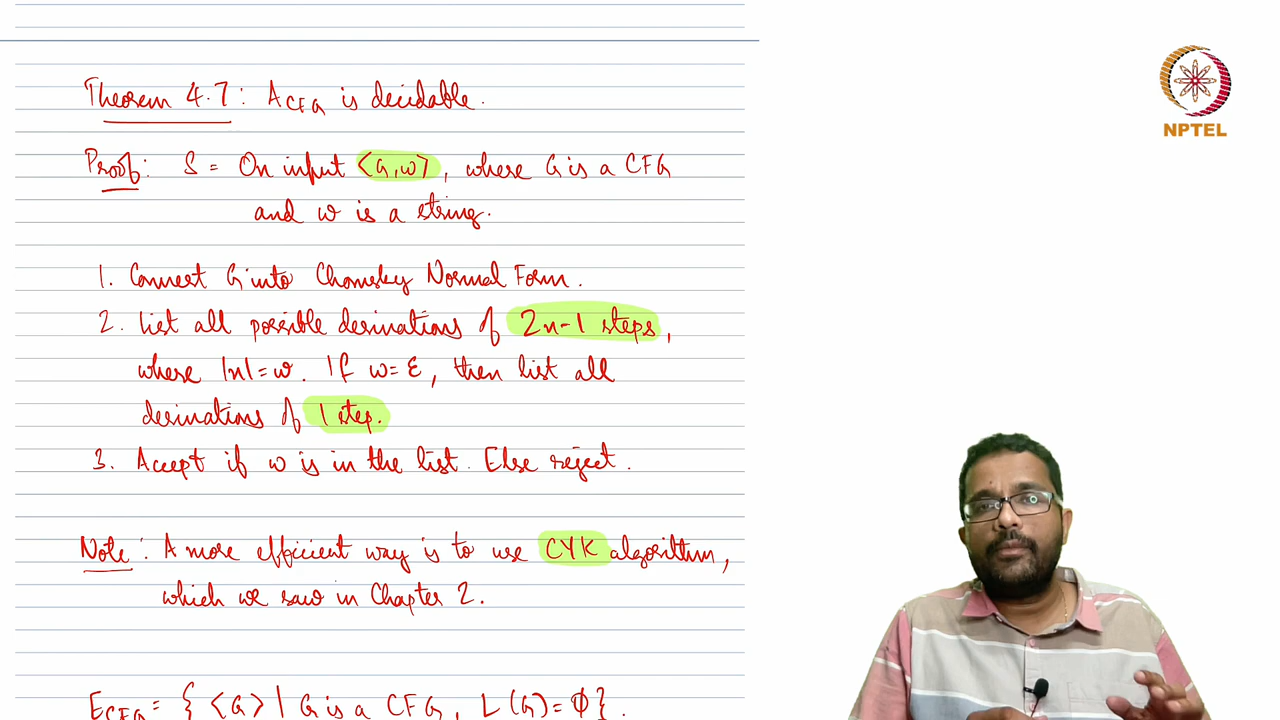 Theorem 4.7: A_CFG is decidable.
NPTEL
Proof: S = On input <G,w>, where G is a CFG
and w is a string.
1. Convert G into Chomsky Normal Form.
2. List all possible derivations of 2n-1 steps,
where |n|=w. If w=ε, then list all
derivations of 1 step.
3. Accept if w is in the list. Else reject.
Note: A more efficient way is to use CYK algorithm,
which we saw in Chapter 2.
E_CFG = { <G> | G is a CFG, L(G)=ϕ}.